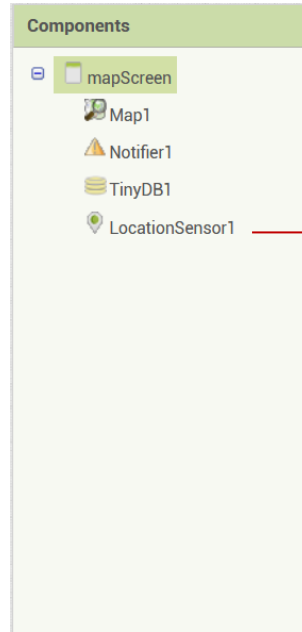 Components
mapScreen
Map1
Notifier1
TinyDB1
LocationSensor1